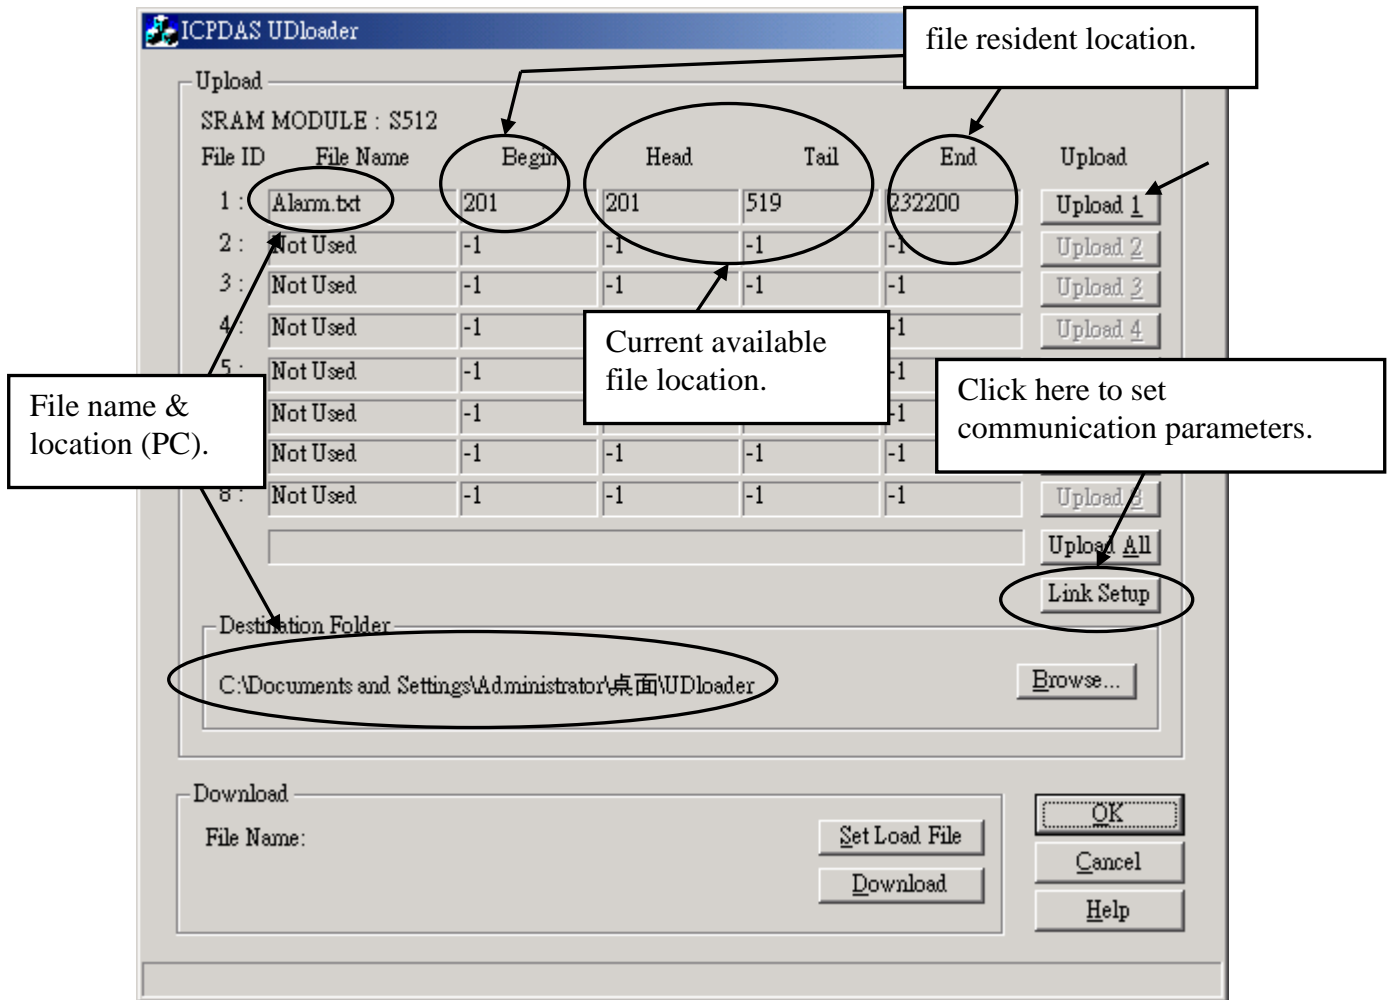 ICPDAS UDloader
file resident location.
Upload
SRAM MODULE : S512
File ID File Name Begin Head Tail End Upload
1 : Alarm.txt 201 201 519 232200 Upload 1
2 : Not Used -1 -1 -1 -1 Upload 2
3 : Not Used -1 -1 -1 -1 Upload 3
4 : Not Used -1 -1 Upload 4
Current available
file location.
5 : Not Used -1 -1
Click here to set
communication parameters.
File name &
location (PC).
Not Used -1 -1
Not Used -1 -1 -1 -1
8 : Not Used -1 -1 -1 -1 Upload 8
Upload All
Link Setup
Destination Folder
C:\Documents and Settings\Administrator\桌面\UDloader
Browse...
Download
File Name:
Set Load File
Download
OK
Cancel
Help